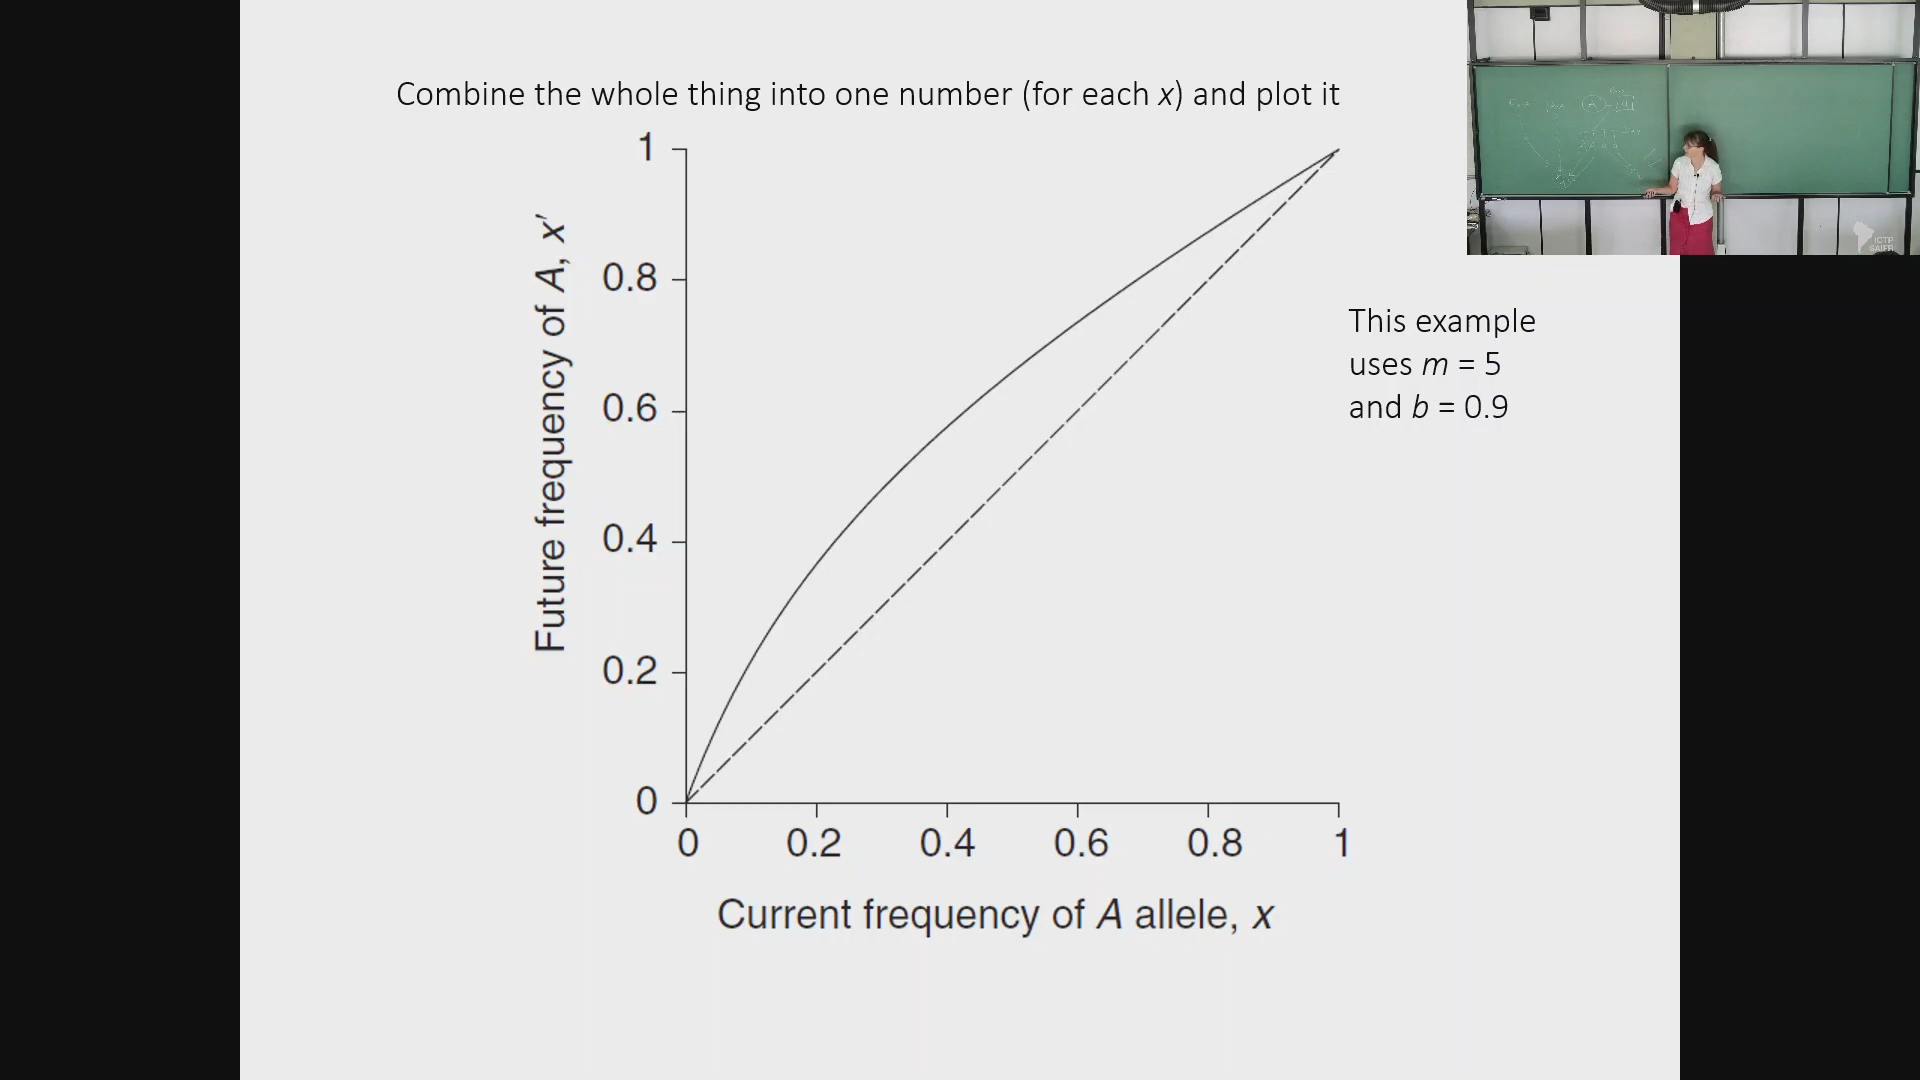 Combine the whole thing into one number (for each x) and plot it
1
0.8
0.6
0.4
0.2
0
Future frequency of A, x′
0
0.2
0.4
0.6
0.8
1
Current frequency of A allele, x
This example
uses m = 5
and b = 0.9
ICTP
SAIFR